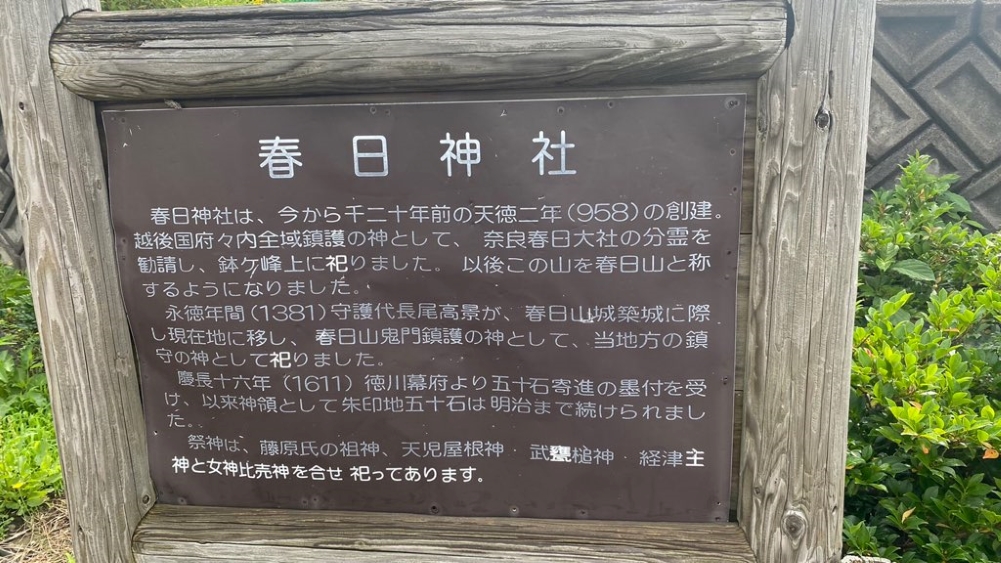 春日神社
春日神社は、今から千二十年前の天徳二年(958)の創建。
越後国府々内全域鎮護の神として、奈良春日大社の分霊を
勧請し、鉢ケ峰上に祀りました。以後この山を春日山と称
するようになりました。
永徳年間(1381)守護代長尾高景が、春日山城築城に際
し現在地に移し、春日山鬼門鎮護の神として、当地方の鎮
守の神として祀りました。
慶長十六年(1611)徳川幕府より五十石寄進の墨付を受
け、以来神領として朱印地五十石は明治まで続けられまし
た。
祭神は、藤原氏の祖神、天児屋根神・武甕槌神・経津主
神と女神比売神を合せ祀ってあります。